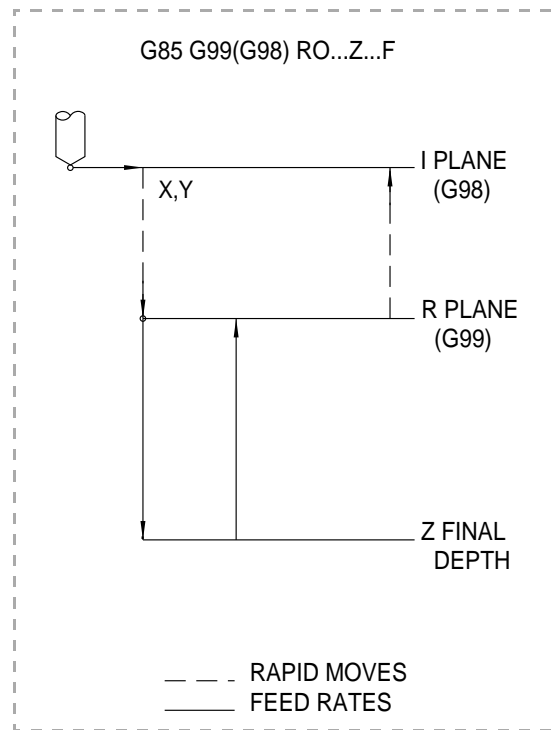 G85 G99(G98) RO...Z...F
I PLANE
(G98)
X,Y
R PLANE
(G99)
Z FINAL
DEPTH
RAPID MOVES
FEED RATES